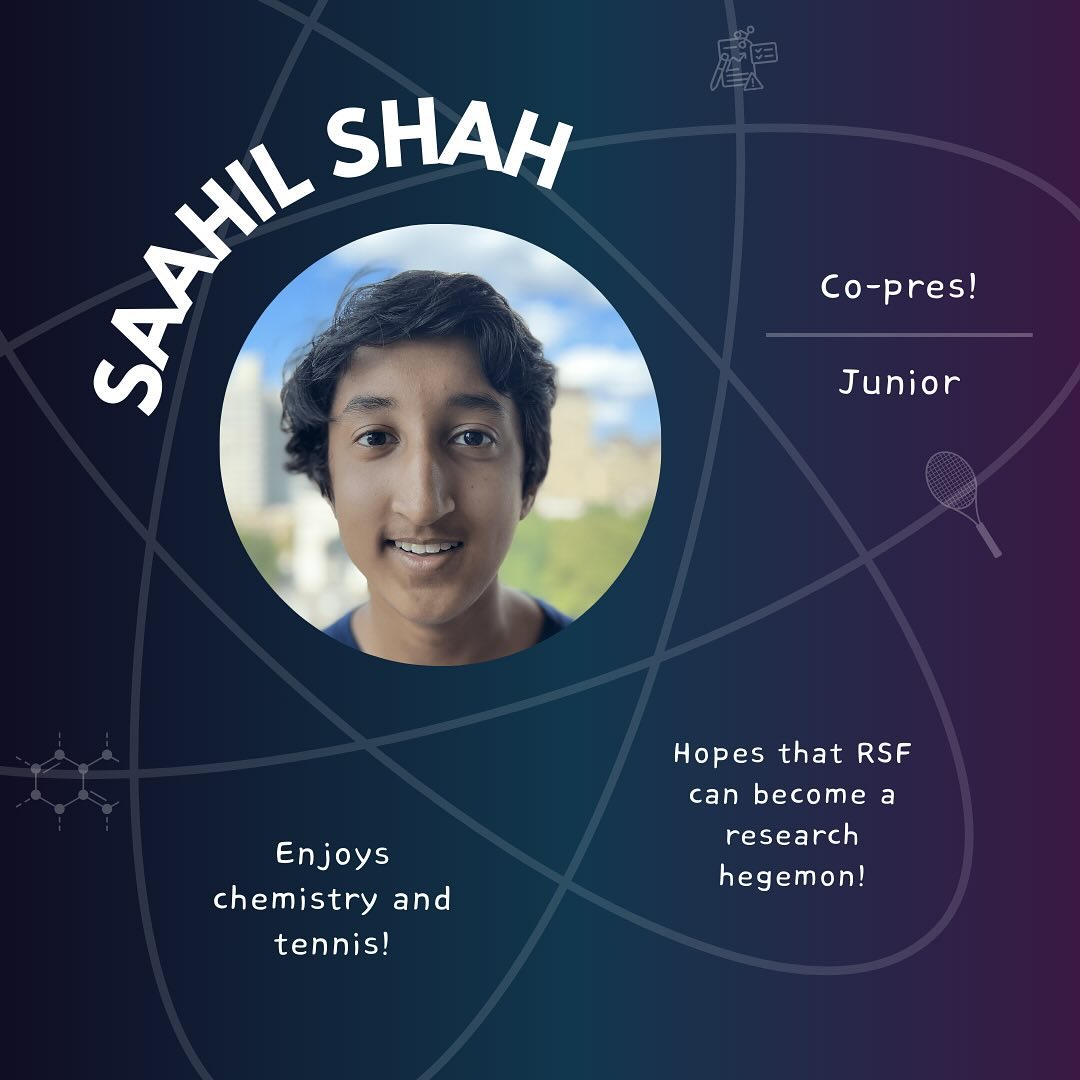 SAAHIL SHAH
Co-pres!
Junior
Hopes that RSF
can become a
research
hegemon!
Enjoys
chemistry and
tennis!